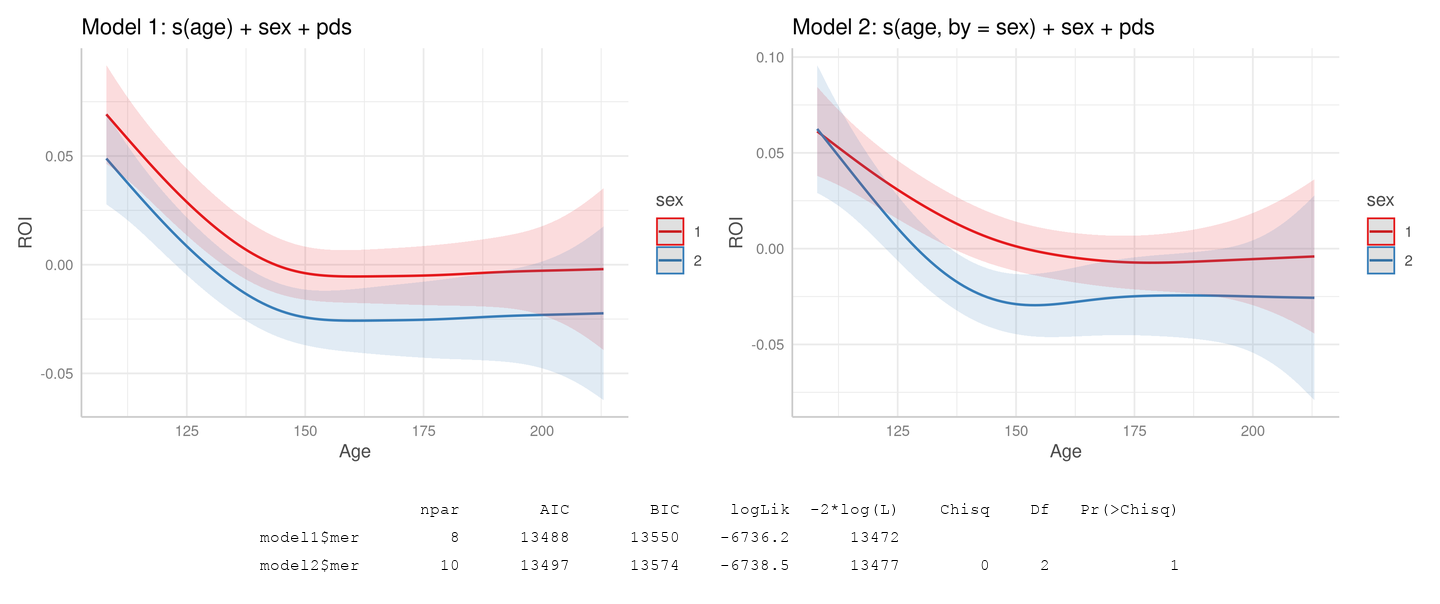 Model 1: s(age) + sex + pds
ROI
0.05
0.00
-0.05
125 150 175 200
Age
sex
1
2
Model 2: s(age, by = sex) + sex + pds
ROI
0.10
0.05
0.00
-0.05
125 150 175 200
Age
sex
1
2
npar AIC BIC logLik -2*log(L) Chisq Df Pr(>Chisq)
model1$mer 8 13488 13550 -6736.2 13472
model2$mer 10 13497 13574 -6738.5 13477 0 2 1